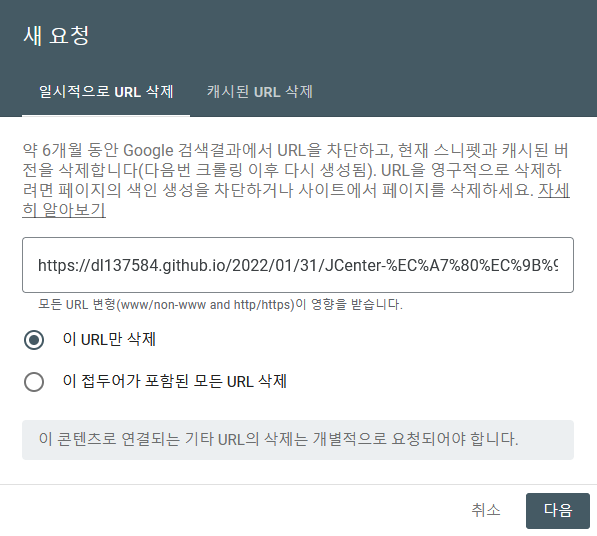 새 요청
일시적으로 URL 삭제 캐시된 URL 삭제
약 6개월 동안 Google 검색결과에서 URL을 차단하고, 현재 스니펫과 캐시된 버
전을 삭제합니다(다음번 크롤링 이후 다시 생성됨). URL을 영구적으로 삭제하
려면 페이지의 색인 생성을 차단하거나 사이트에서 페이지를 삭제하세요. 자세
히 알아보기
https://dl137584.github.io/2022/01/31/JCenter-%EC%A7%80%EC%9B%9
모든 URL 변형(www/non-www and http/https)이 영향을 받습니다.
이 URL만 삭제
이 접두어가 포함된 모든 URL 삭제
이 콘텐츠로 연결되는 기타 URL의 삭제는 개별적으로 요청되어야 합니다.
취소 다음